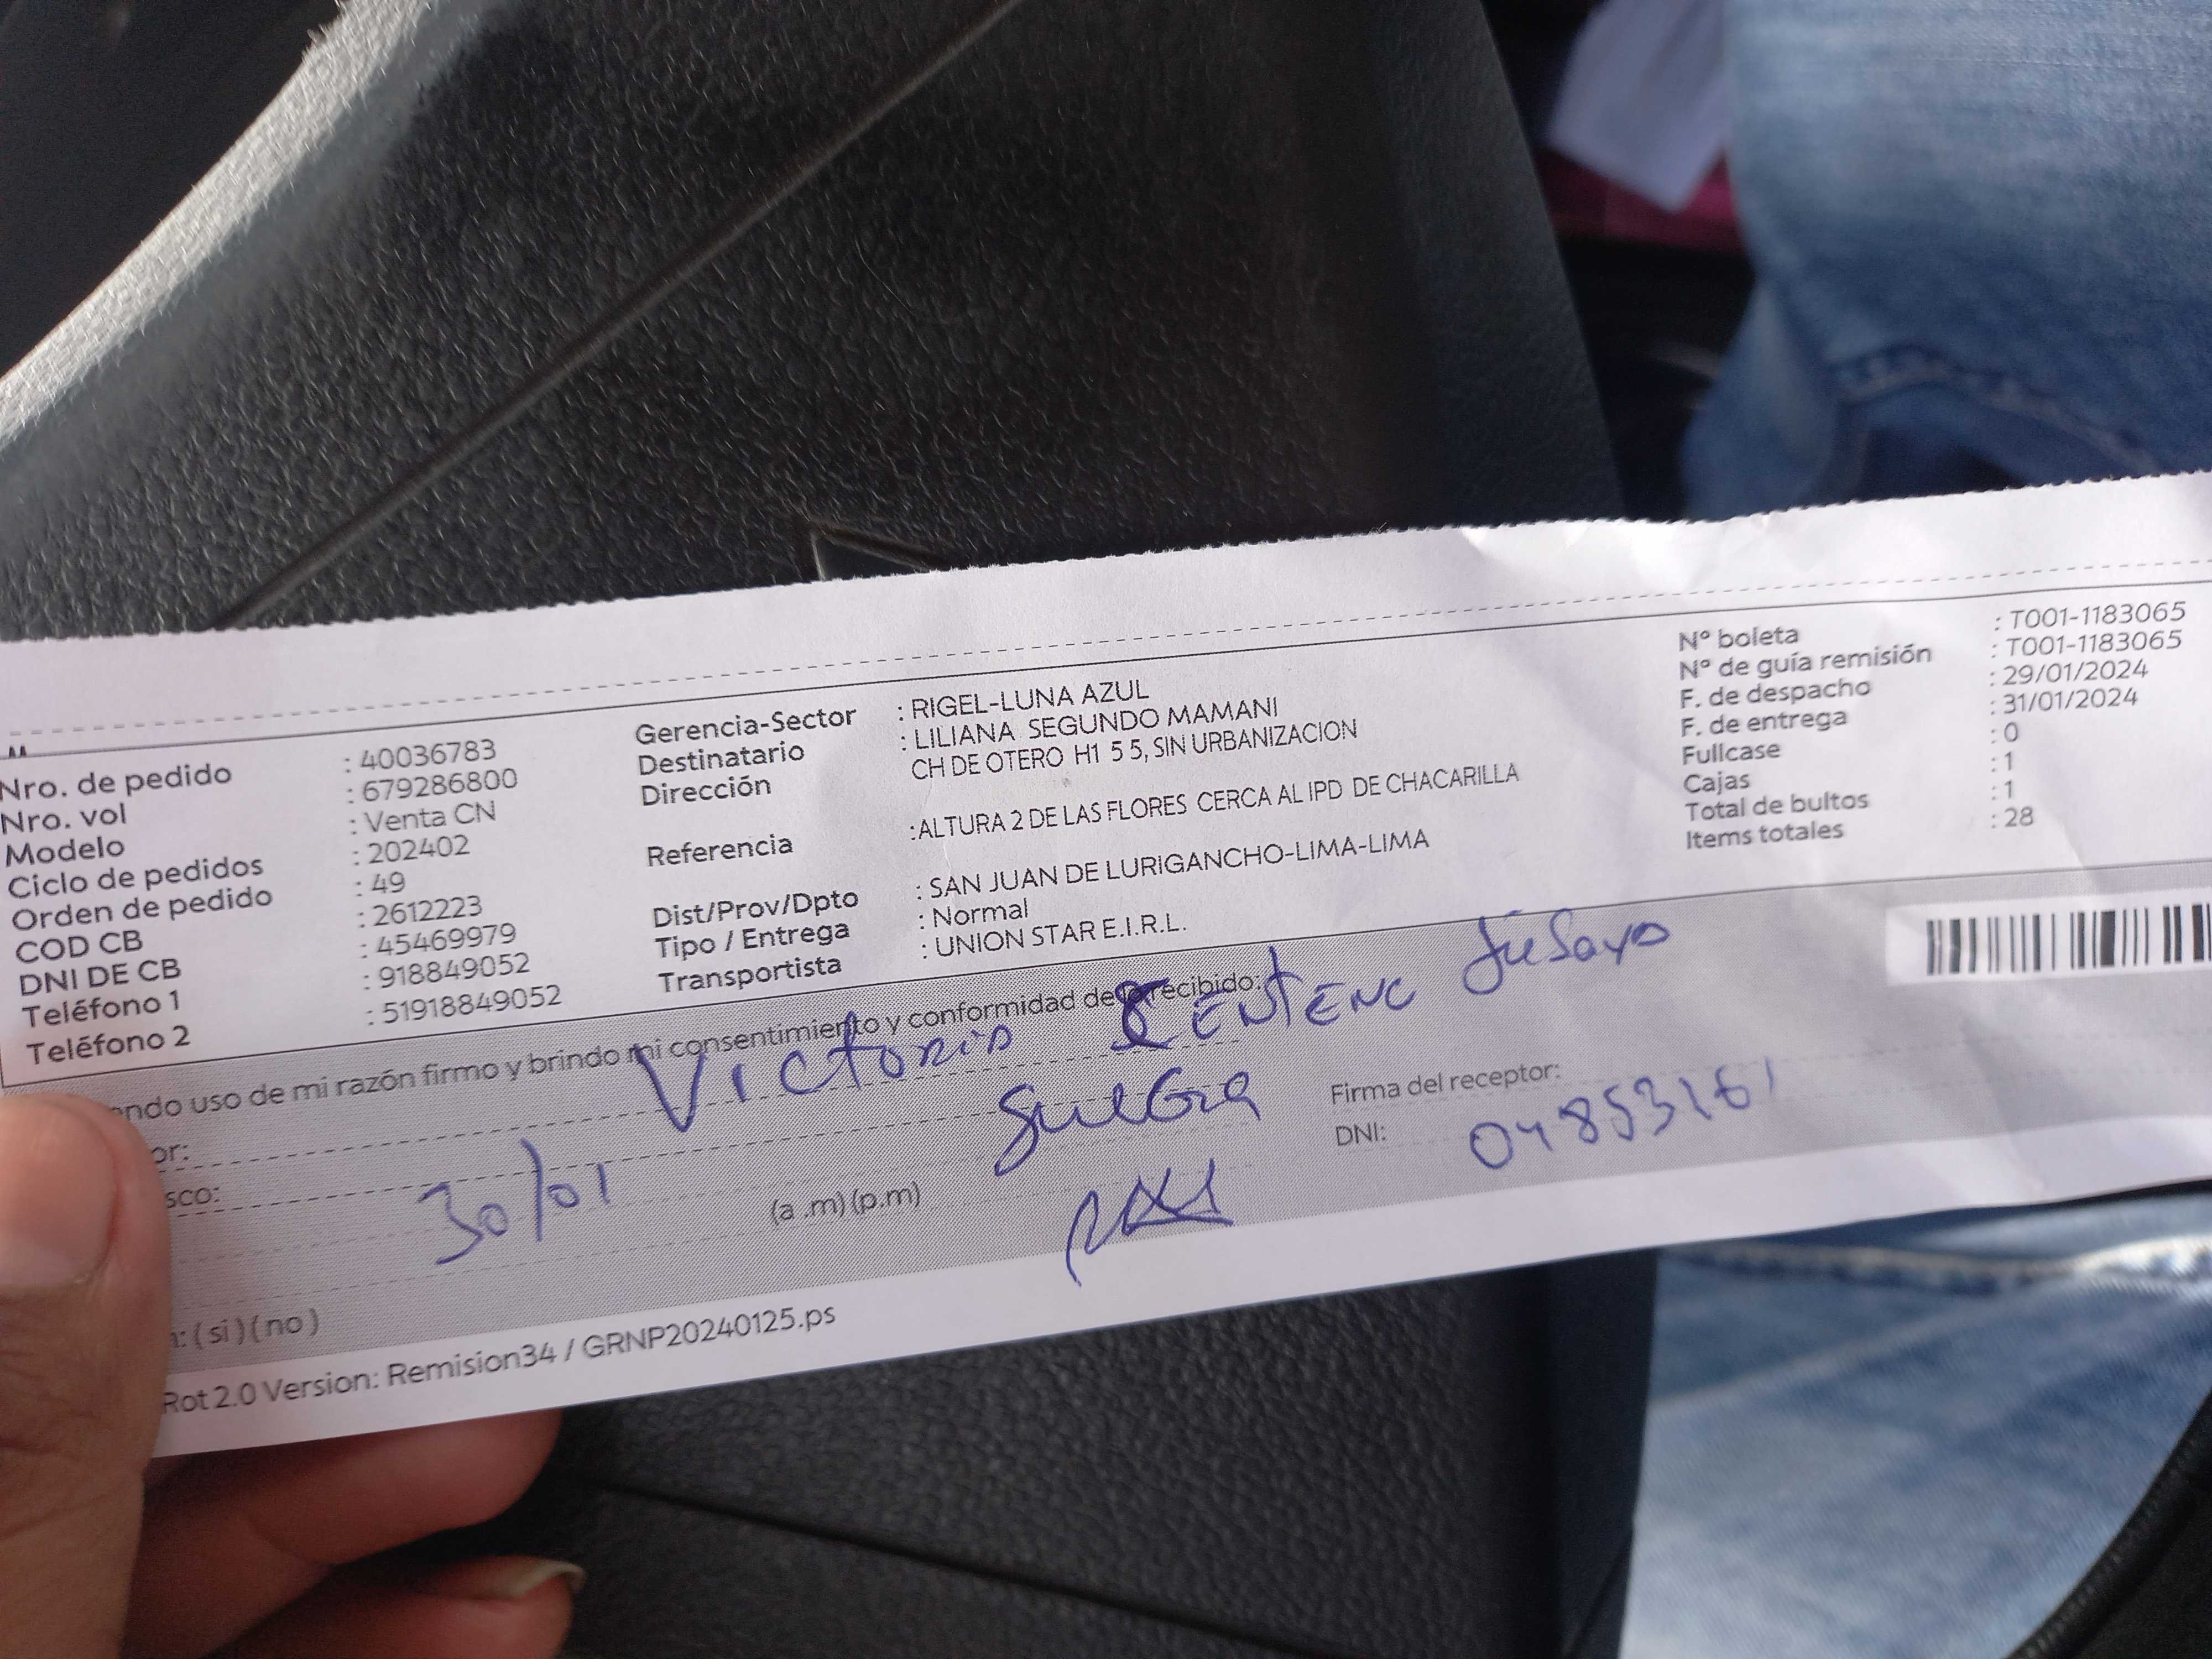 Nro. de pedido : 40036783
Nro. vol : 679286800
Modelo : Venta CN
Ciclo de pedidos : 202402
Orden de pedido : 49
COD CB : 2612223
DNI DE CB : 45469979
Teléfono 1 : 918849052
Teléfono 2 : 51918849052
Gerencia-Sector : RIGEL-LUNA AZUL
Destinatario : LILIANA SEGUNDO MAMANI
Dirección CH DE OTERO H1 5 5, SIN URBANIZACION
Referencia :ALTURA 2 DE LAS FLORES CERCA AL IPD DE CHACARILLA
Dist/Prov/Dpto : SAN JUAN DE LURIGANCHO-LIMA-LIMA
Tipo / Entrega : Normal
Transportista : UNION STAR E.I.R.L.
N° boleta : T001-1183065
N° de guía remisión : T001-1183065
F. de despacho : 29/01/2024
F. de entrega : 31/01/2024
Fullcase : 0
Cajas : 1
Total de bultos : 1
Items totales : 28
ndo uso de mi razón firmo y brindo mi consentimiento y conformidad de lo recibido:
or: Victoria CENTENO
sco: Suegra
30/01 (a .m) (p.m)
Firma del receptor:
DNI: 04853161
n: ( si ) ( no )
Rot 2.0 Version: Remision34 / GRNP20240125.ps